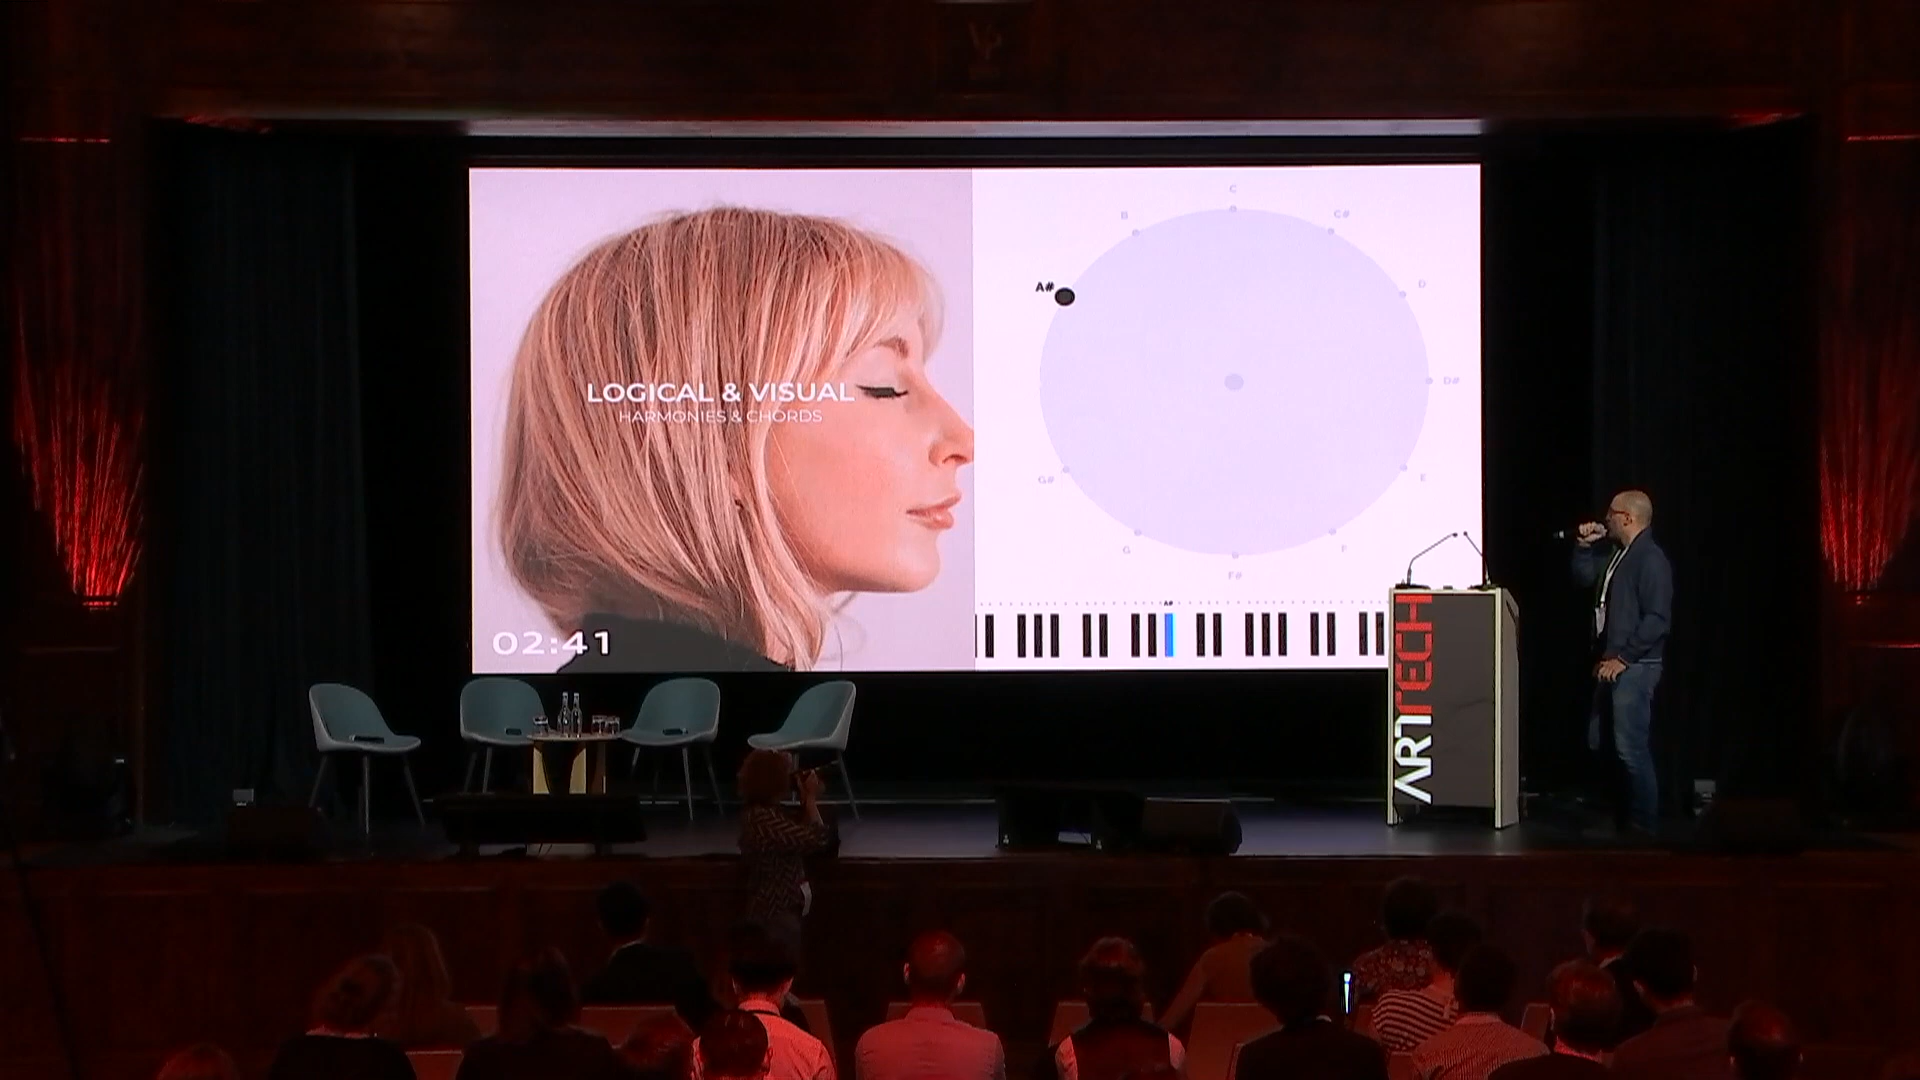 LOGICAL & VISUAL
HARMONIES & CHORDS
02:41
C
C#
D
D#
E
F
F#
G
G#
A#
B
A#
ARTTECH